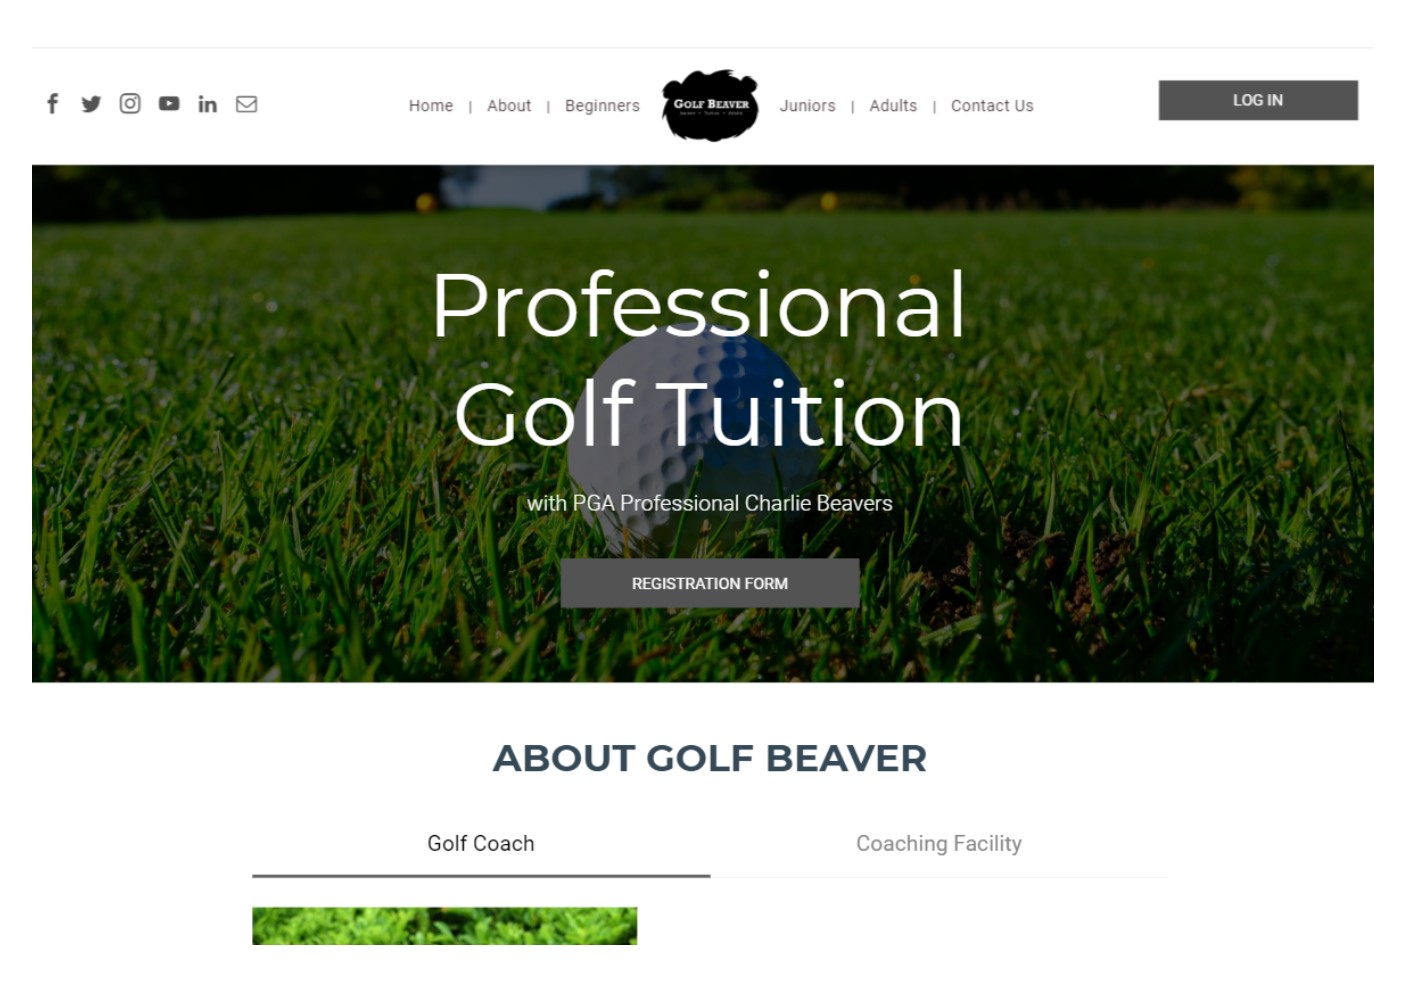 Home | About | Beginners
GOLF BEAVER
Juniors | Adults | Contact Us
LOG IN
Professional
Golf Tuition
with PGA Professional Charlie Beavers
REGISTRATION FORM
ABOUT GOLF BEAVER
Golf Coach
Coaching Facility